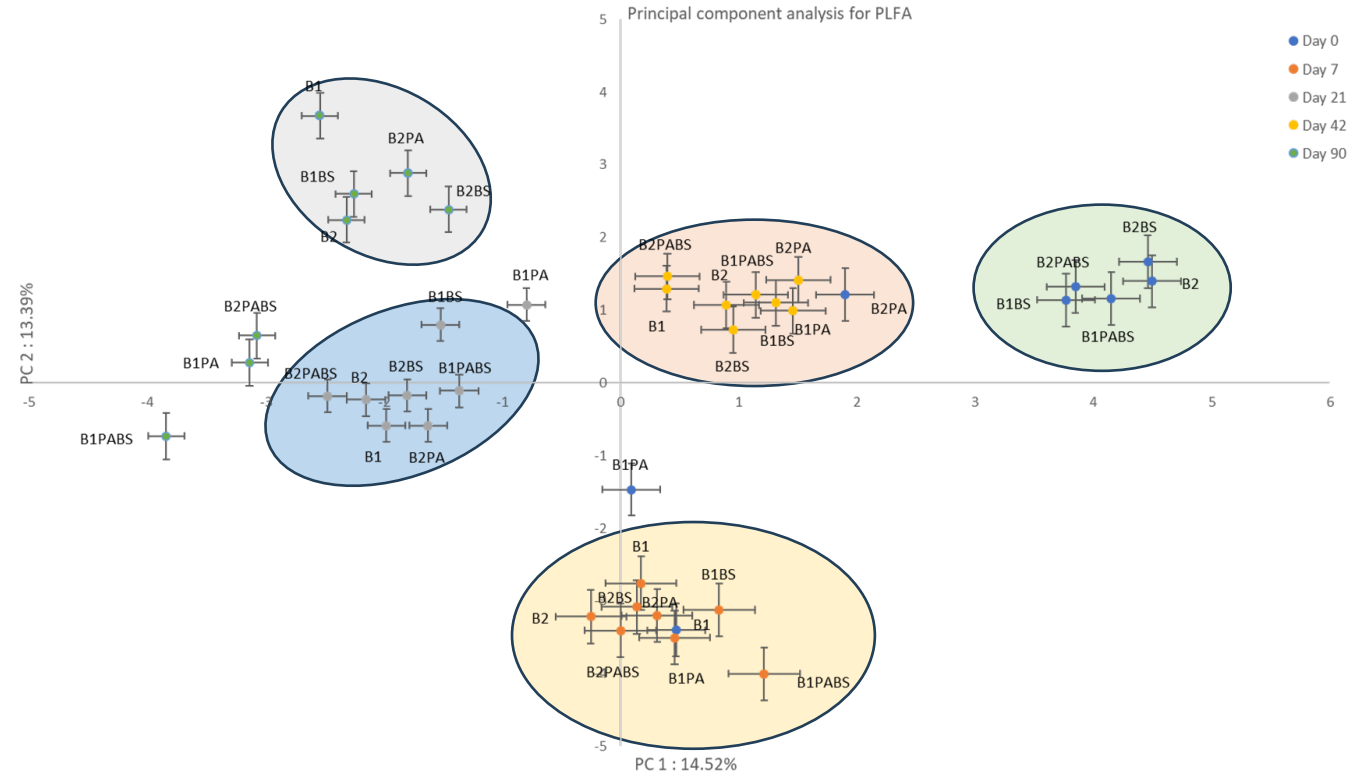 Principal component analysis for PLFA
5
Day 0
Day 7
4
Day 21
Day 42
Day 90
B1
B2PA
3
B1BS
B2BS
B2
2
B2PABS
B2PA
B1PABS
B2
B2PA
B1
B1PA
B1BS
B2BS
1
B2BS
B2PABS
B2
B1BS
B1PABS
B1PA
B1BS
B2PABS
B1PA
B2PABS
B2
B2BS
B1PABS
B1
B2PA
B1PABS
0
-5
-4
-3
-2
-1
0
1
2
3
4
5
6
PC 2 : 13.39%
-1
B1PA
-2
B1
B1BS
B2BS
B2PA
-3
B2
B1
B2PABS
-4
B1PA
B1PABS
-5
PC 1 : 14.52%